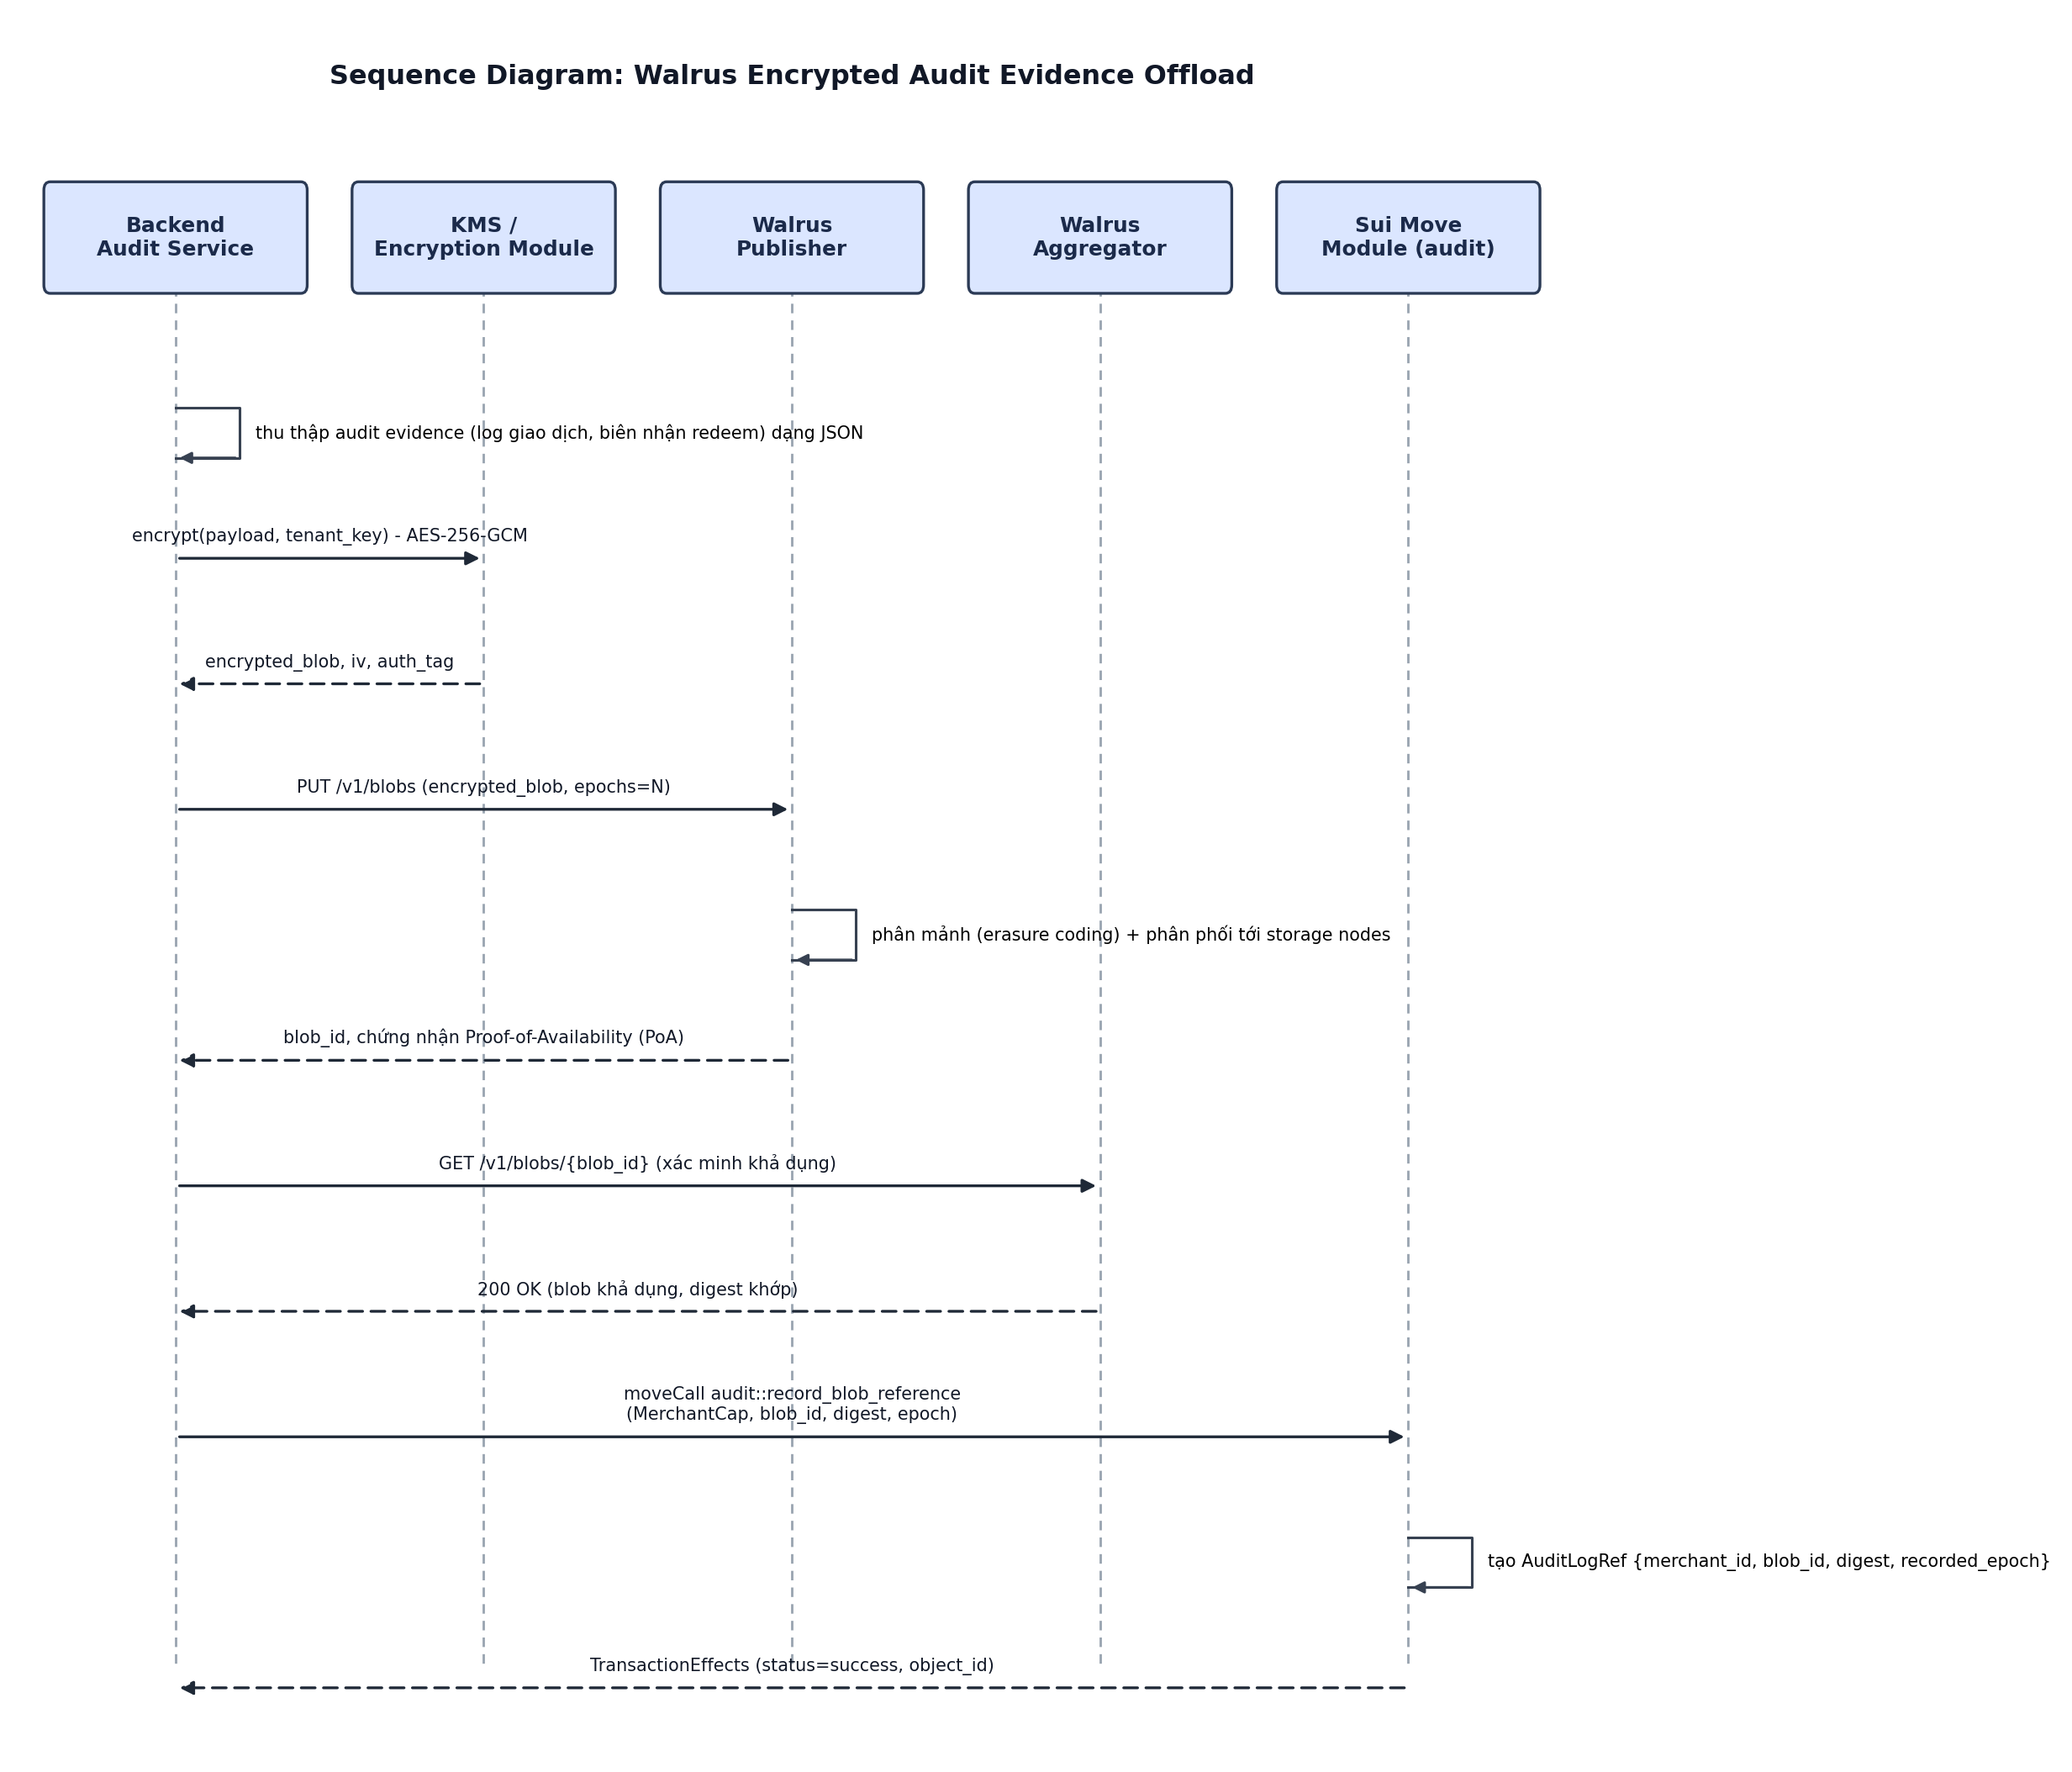 Sequence Diagram: Walrus Encrypted Audit Evidence Offload
Backend
Audit Service
KMS /
Encryption Module
Walrus
Publisher
Walrus
Aggregator
Sui Move
Module (audit)
thu thập audit evidence (log giao dịch, biên nhận redeem) dạng JSON
encrypt(payload, tenant_key) - AES-256-GCM
encrypted_blob, iv, auth_tag
PUT /v1/blobs (encrypted_blob, epochs=N)
phân mảnh (erasure coding) + phân phối tới storage nodes
blob_id, chứng nhận Proof-of-Availability (PoA)
GET /v1/blobs/{blob_id} (xác minh khả dụng)
200 OK (blob khả dụng, digest khớp)
moveCall audit::record_blob_reference
(MerchantCap, blob_id, digest, epoch)
tạo AuditLogRef {merchant_id, blob_id, digest, recorded_epoch}
TransactionEffects (status=success, object_id)